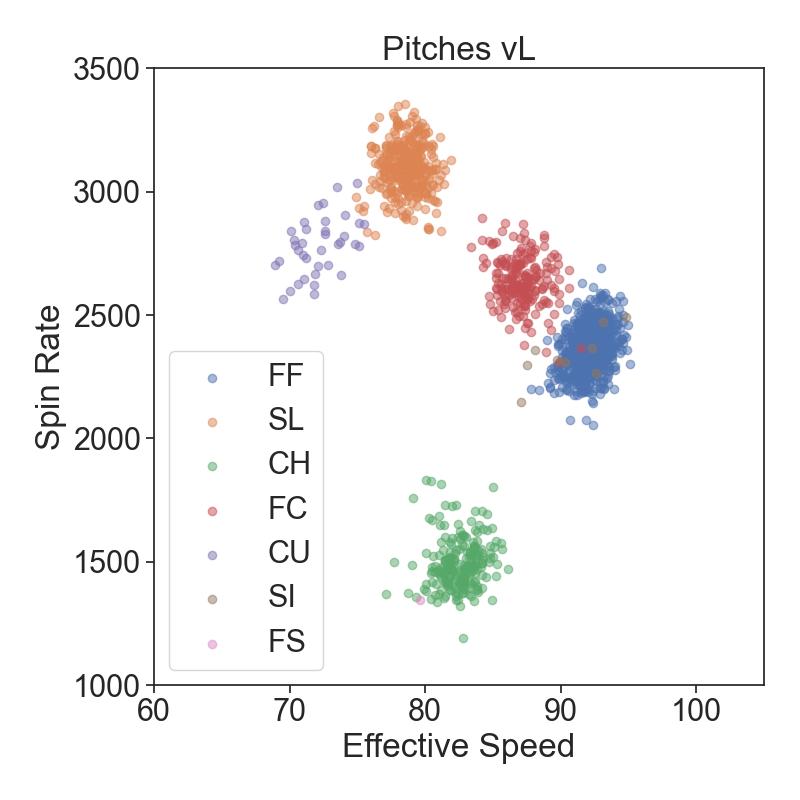 Pitches vL
3500
3000
2500
2000
1500
1000
Spin Rate
FF
SL
CH
FC
CU
SI
FS
60 70 80 90 100
Effective Speed